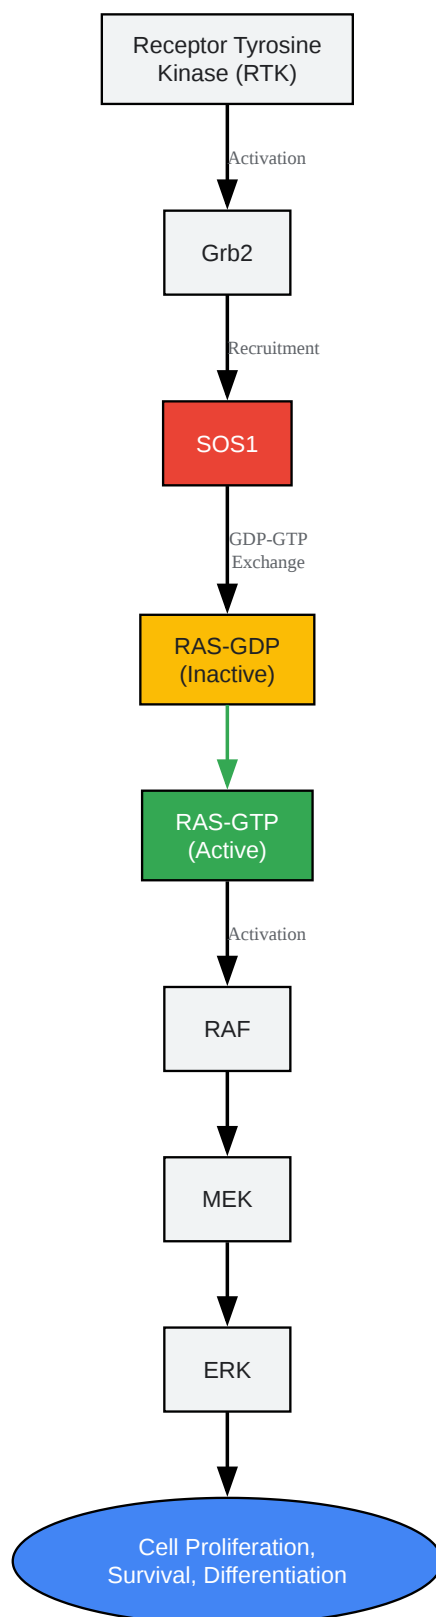 Receptor Tyrosine
Kinase (RTK)
Activation
Grb2
Recruitment
SOS1
GDP-GTP
Exchange
RAS-GDP
(Inactive)
RAS-GTP
(Active)
Activation
RAF
MEK
ERK
Cell Proliferation,
Survival, Differentiation